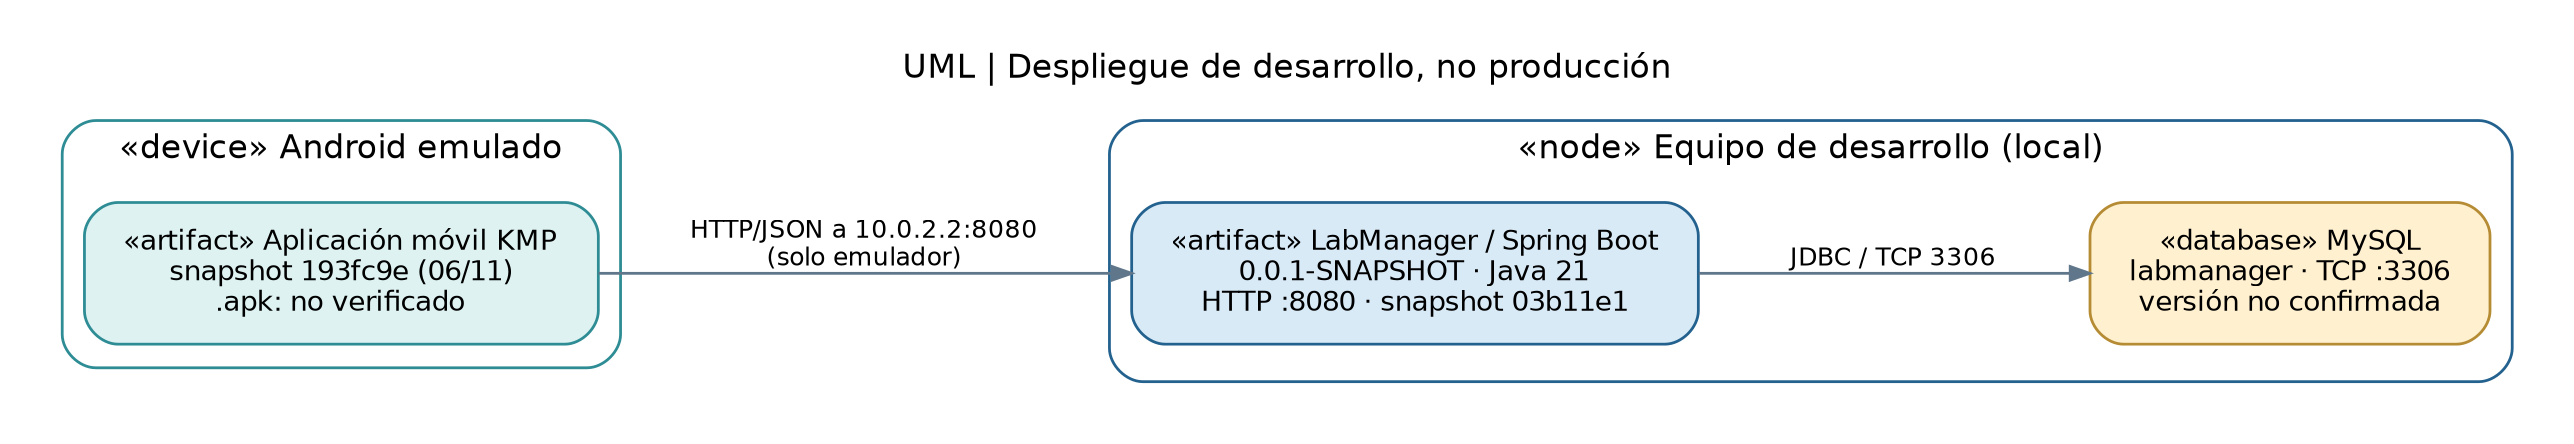 UML | Despliegue de desarrollo, no producción
«device» Android emulado
«artifact» Aplicación móvil KMP
snapshot 193fc9e (06/11)
.apk: no verificado
HTTP/JSON a 10.0.2.2:8080
(solo emulador)
«node» Equipo de desarrollo (local)
«artifact» LabManager / Spring Boot
0.0.1-SNAPSHOT · Java 21
HTTP :8080 · snapshot 03b11e1
JDBC / TCP 3306
«database» MySQL
labmanager · TCP :3306
versión no confirmada